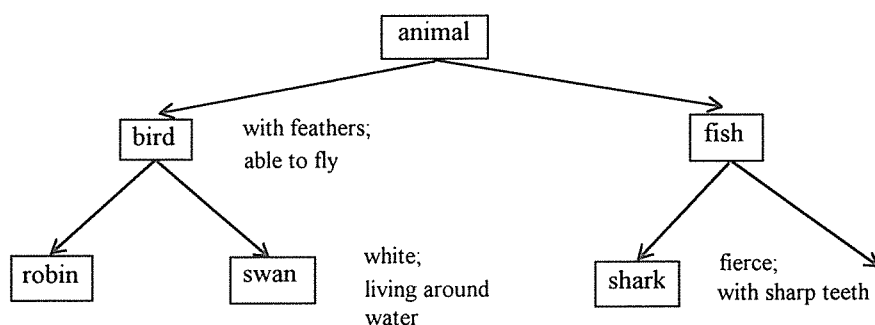 animal
bird
with feathers;
able to fly
fish
robin
swan
white;
living around
water
shark
fierce;
with sharp teeth